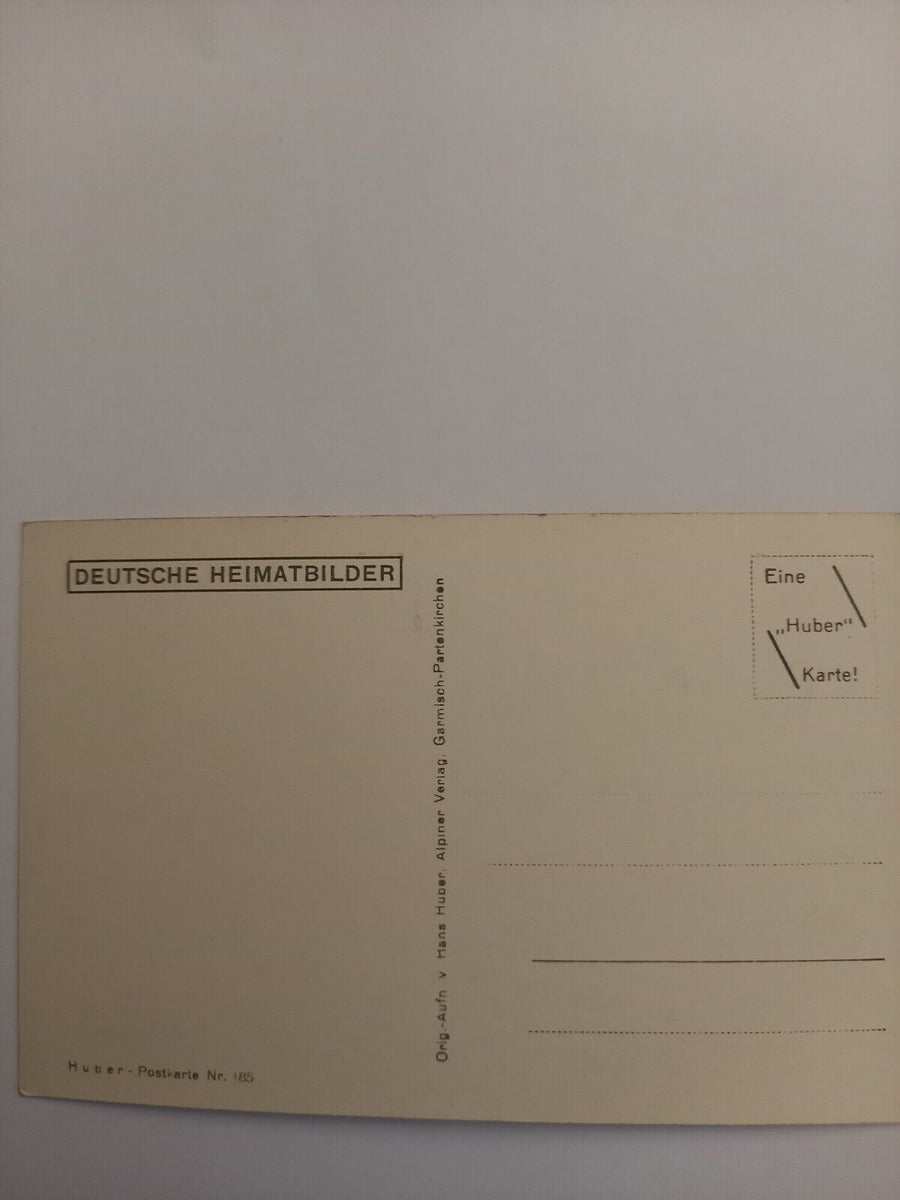 DEUTSCHE HEIMATBILDER
Huber-Postkarte Nr. 185
Orig.-Aufn v Hans Huber, Alpiner Verlag, Garmisch-Partenkirchen
Eine
„Huber“
Karte!